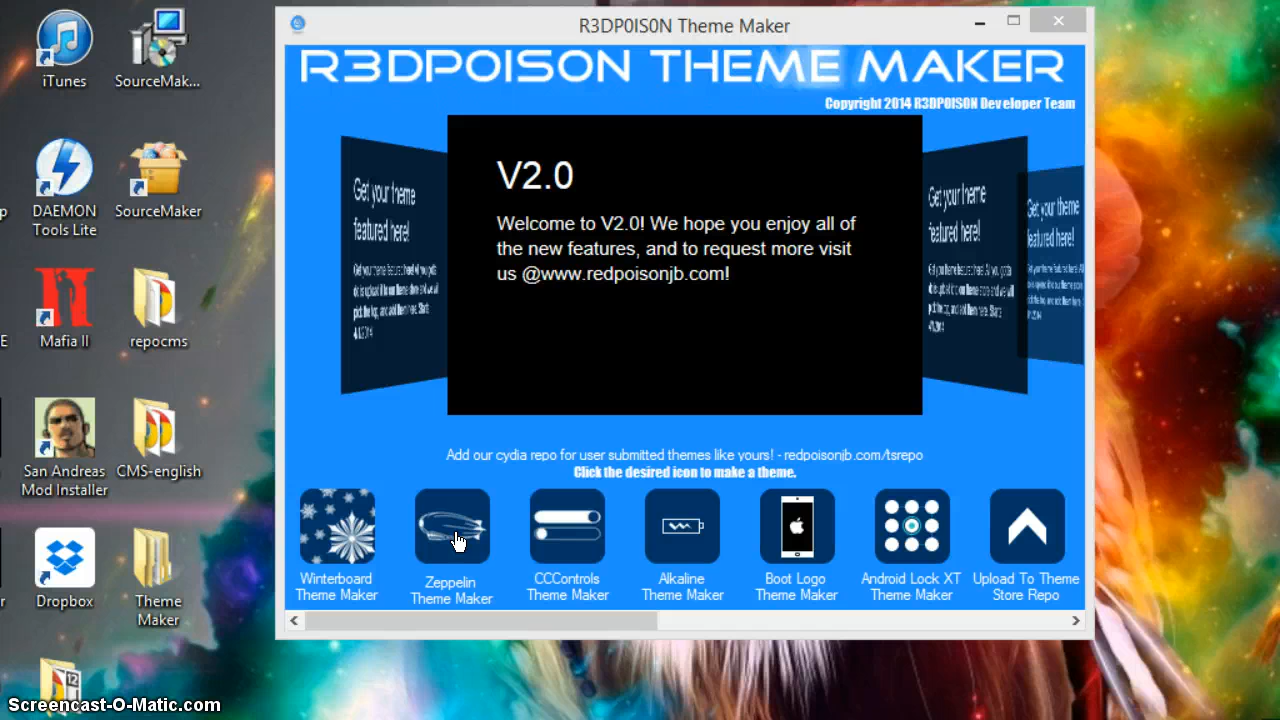 iTunes
SourceMak...
DAEMON
Tools Lite
SourceMaker
Mafia II
repocms
San Andreas
Mod Installer
CMS-english
Dropbox
Theme
Maker
R3DP0IS0N Theme Maker
R3DPOISON THEME MAKER
Copyright 2014 R3DP0IS0N Developer Team
Get your theme
featured here!
V2.0
Welcome to V2.0! We hope you enjoy all of
the new features, and to request more visit
us @www.redpoisonjb.com!
Get your theme
featured here!
Get your theme
featured here!
Add our cydia repo for user submitted themes like yours! - redpoisonjb.com/tsrepo
Click the desired icon to make a theme.
Winterboard
Theme Maker
Zeppelin
Theme Maker
CCControls
Theme Maker
Alkaline
Theme Maker
Boot Logo
Theme Maker
Android Lock XT
Theme Maker
Upload To Theme
Store Repo
Screencast-O-Matic.com